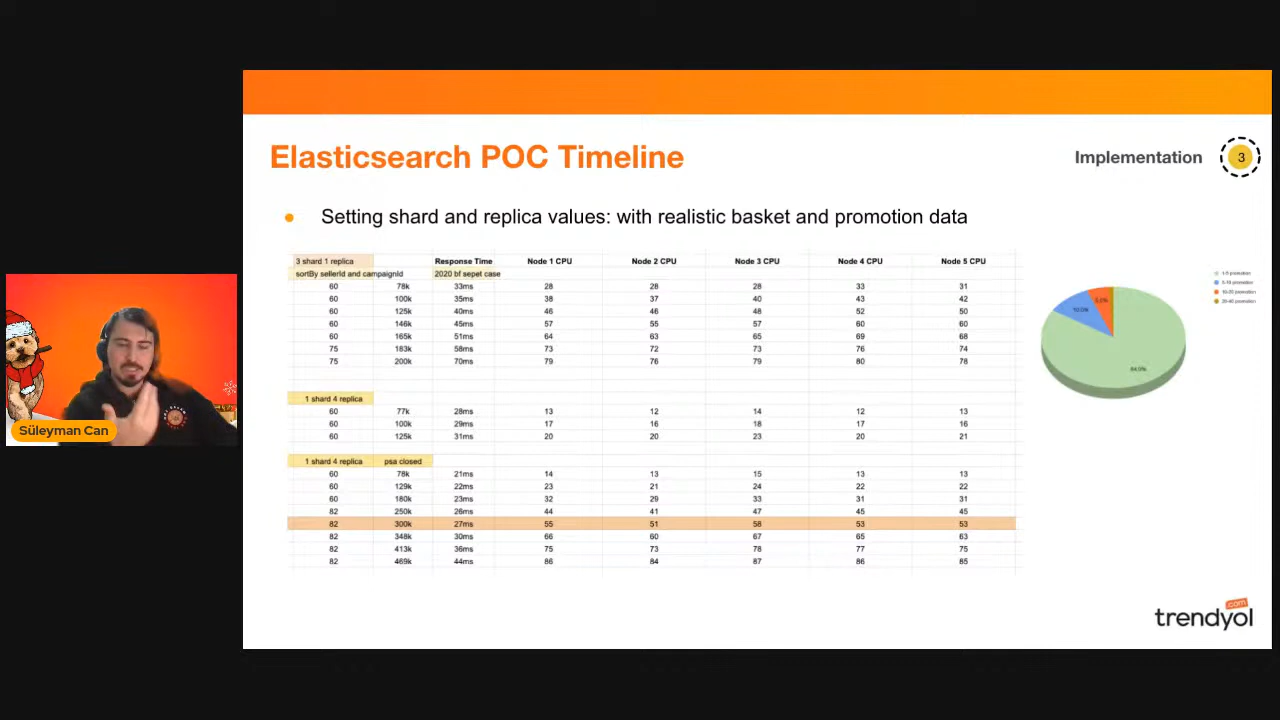 Elasticsearch POC Timeline
Implementation 3
Setting shard and replica values: with realistic basket and promotion data
3 shard 1 replica Response Time Node 1 CPU Node 2 CPU Node 3 CPU Node 4 CPU Node 5 CPU
sortBy sellerId and campaignId 2020 bf sepet case
60 78k 33ms 28 28 28 33 31
60 100k 35ms 38 37 40 43 42
60 125k 40ms 46 46 48 52 50
60 146k 45ms 57 55 57 60 60
60 165k 51ms 64 63 65 69 68
75 183k 58ms 73 72 73 76 74
75 200k 70ms 79 76 79 80 78
1 shard 4 replica
60 77k 28ms 13 12 14 12 13
60 100k 29ms 17 16 18 17 16
60 125k 31ms 20 20 23 20 21
1 shard 4 replica psa closed
60 78k 21ms 14 13 15 13 13
60 129k 22ms 23 21 24 22 22
60 180k 23ms 32 29 33 31 31
82 250k 26ms 44 41 47 45 45
82 300k 27ms 55 51 58 53 53
82 348k 30ms 66 60 67 65 63
82 413k 36ms 75 73 78 77 75
82 469k 44ms 86 84 87 86 85
10,0%
84,0%
Süleyman Can
trendyol
.com